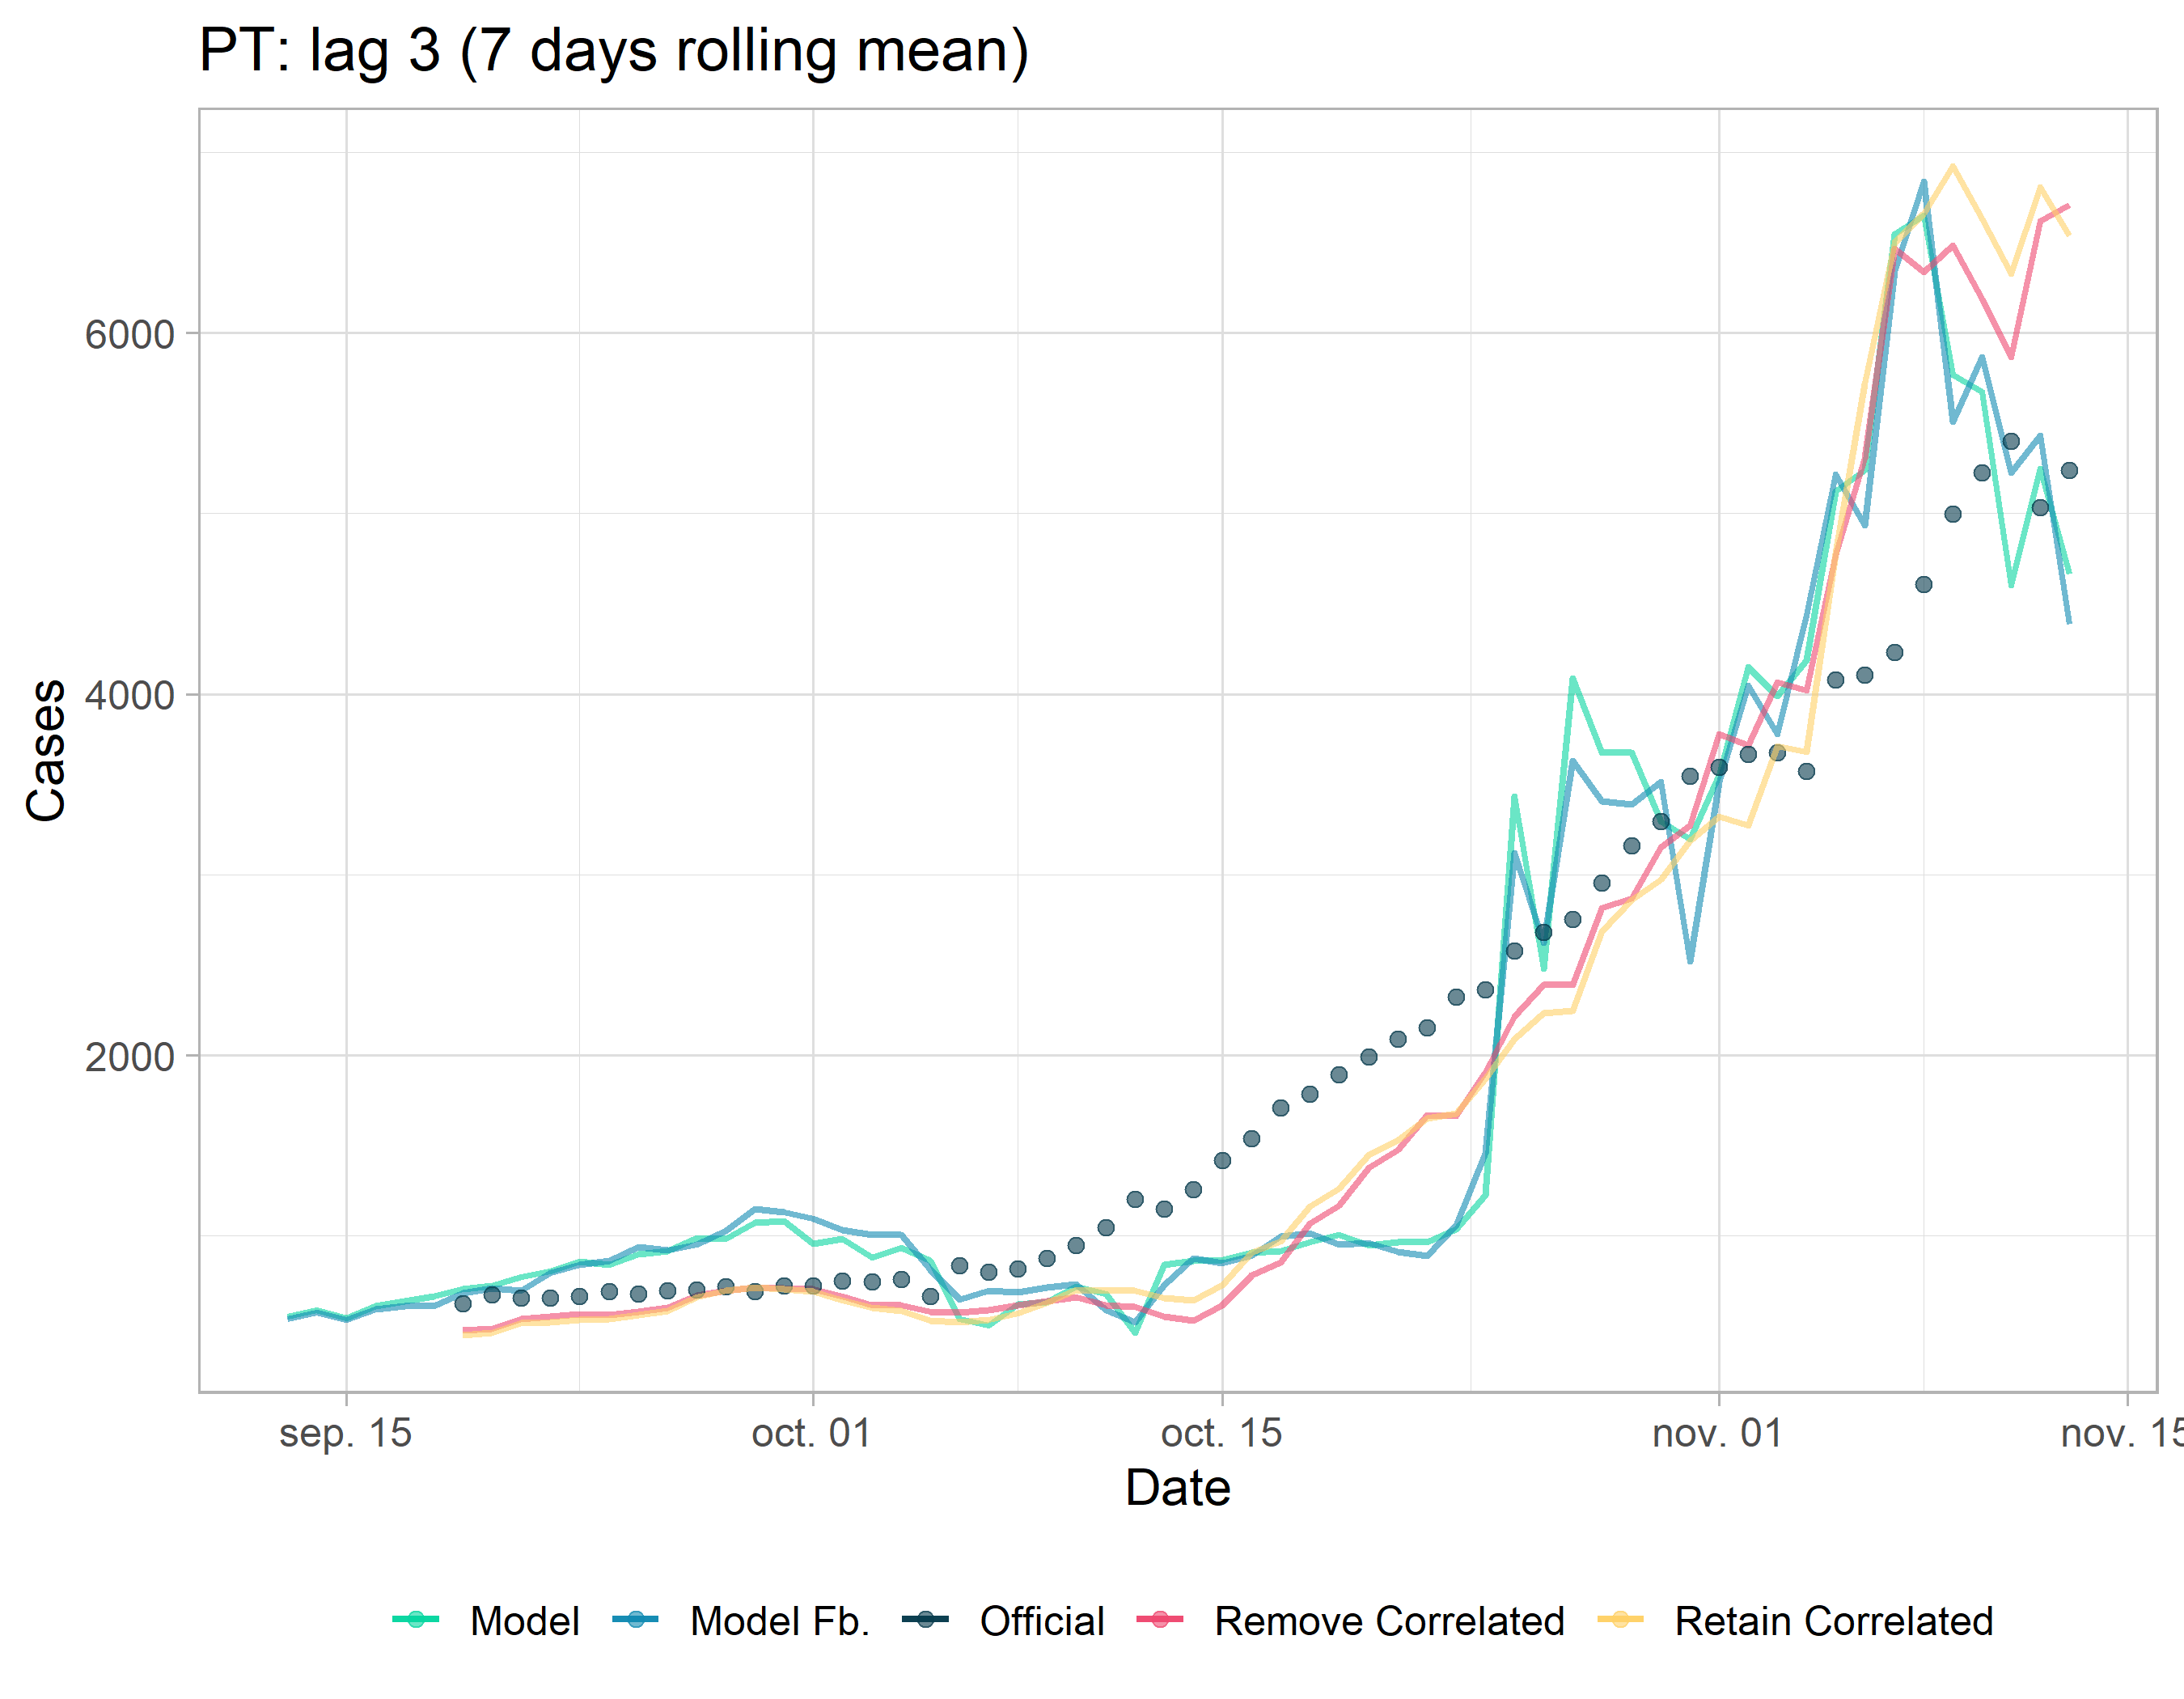 PT: lag 3 (7 days rolling mean)
Cases
6000
4000
2000
sep. 15 oct. 01 oct. 15 nov. 01 nov. 15
Date
Model Model Fb. Official Remove Correlated Retain Correlated